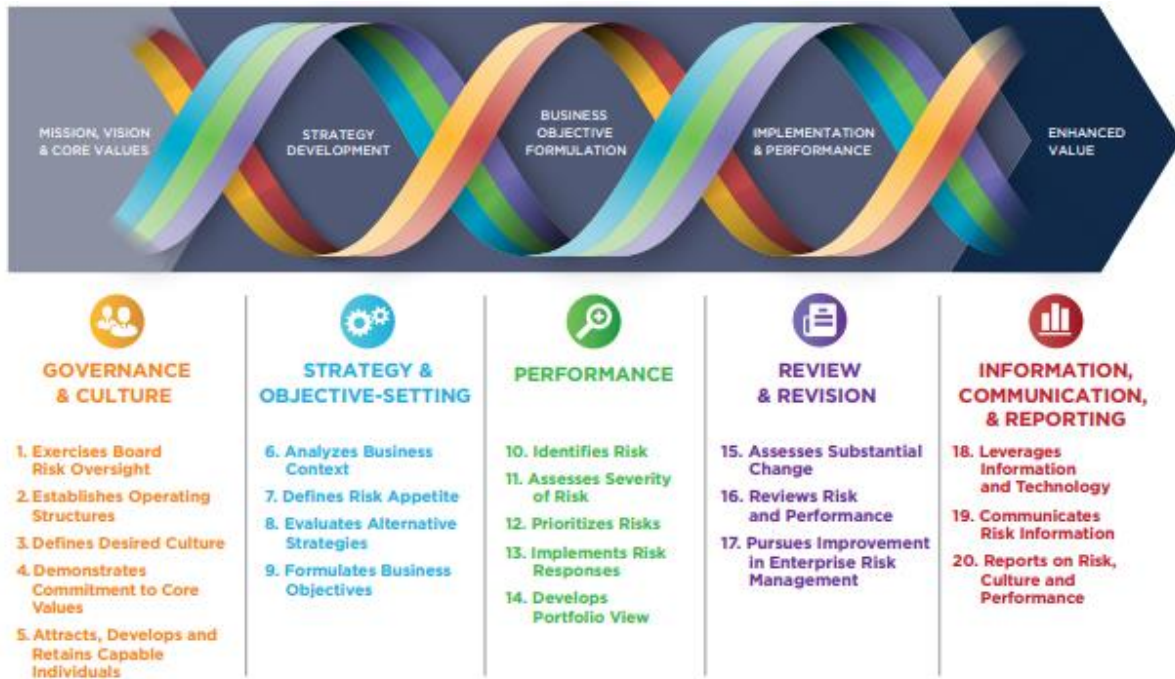 MISSION, VISION
& CORE VALUES
STRATEGY
DEVELOPMENT
BUSINESS
OBJECTIVE
FORMULATION
IMPLEMENTATION
& PERFORMANCE
ENHANCED
VALUE
GOVERNANCE
& CULTURE
1. Exercises Board
Risk Oversight
2. Establishes Operating
Structures
3. Defines Desired Culture
4. Demonstrates
Commitment to Core
Values
5. Attracts, Develops and
Retains Capable
Individuals
STRATEGY &
OBJECTIVE-SETTING
6. Analyzes Business
Context
7. Defines Risk Appetite
8. Evaluates Alternative
Strategies
9. Formulates Business
Objectives
PERFORMANCE
10. Identifies Risk
11. Assesses Severity
of Risk
12. Prioritizes Risks
13. Implements Risk
Responses
14. Develops
Portfolio View
REVIEW
& REVISION
15. Assesses Substantial
Change
16. Reviews Risk
and Performance
17. Pursues Improvement
in Enterprise Risk
Management
INFORMATION,
COMMUNICATION,
& REPORTING
18. Leverages
Information
and Technology
19. Communicates
Risk Information
20. Reports on Risk,
Culture and
Performance